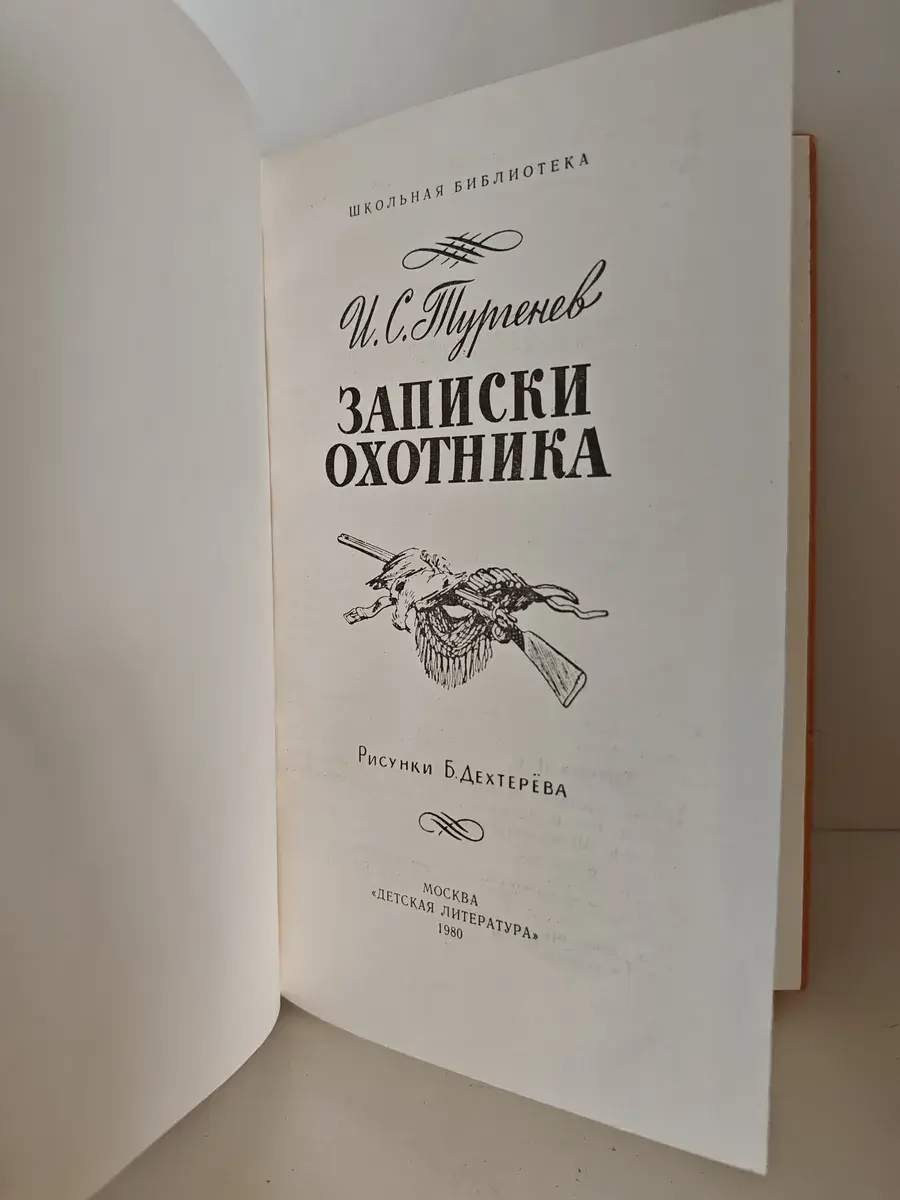 ШКОЛЬНАЯ БИБЛИОТЕКА
И. С. Тургенев
ЗАПИСКИ
ОХОТНИКА
Рисунки Б. Дехтерёва
МОСКВА
«ДЕТСКАЯ ЛИТЕРАТУРА»
1980